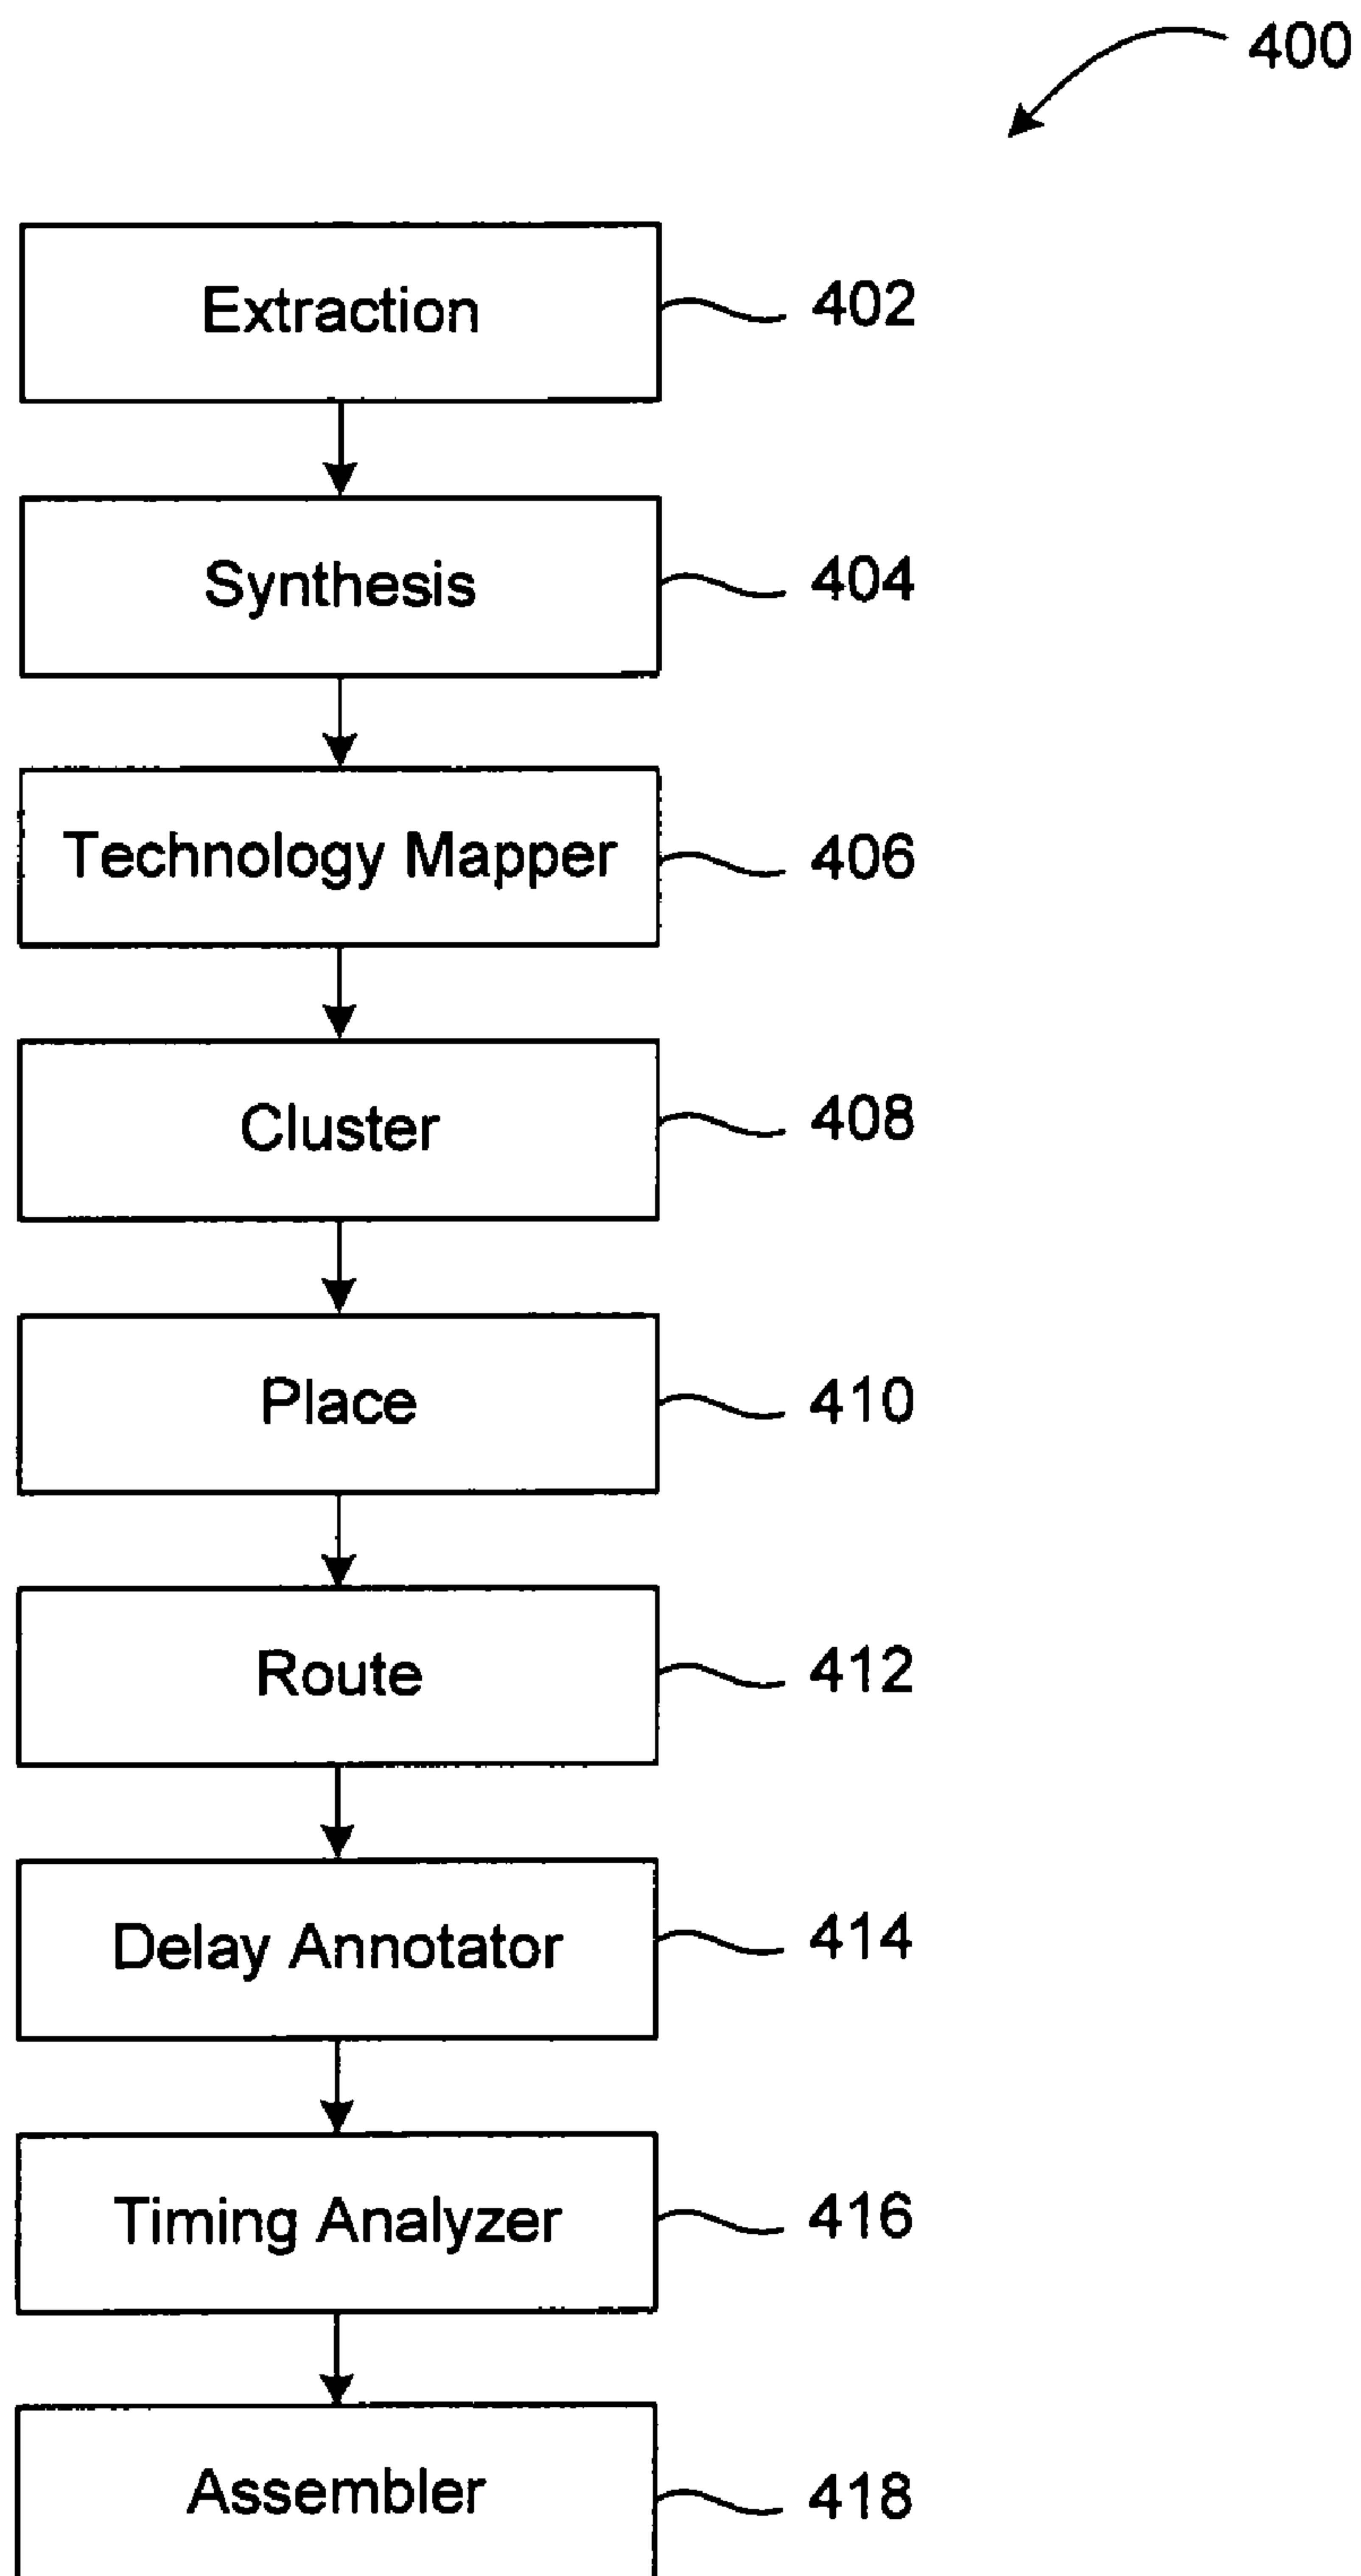 400
Extraction 402
Synthesis 404
Technology Mapper 406
Cluster 408
Place 410
Route 412
Delay Annotator 414
Timing Analyzer 416
Assembler 418